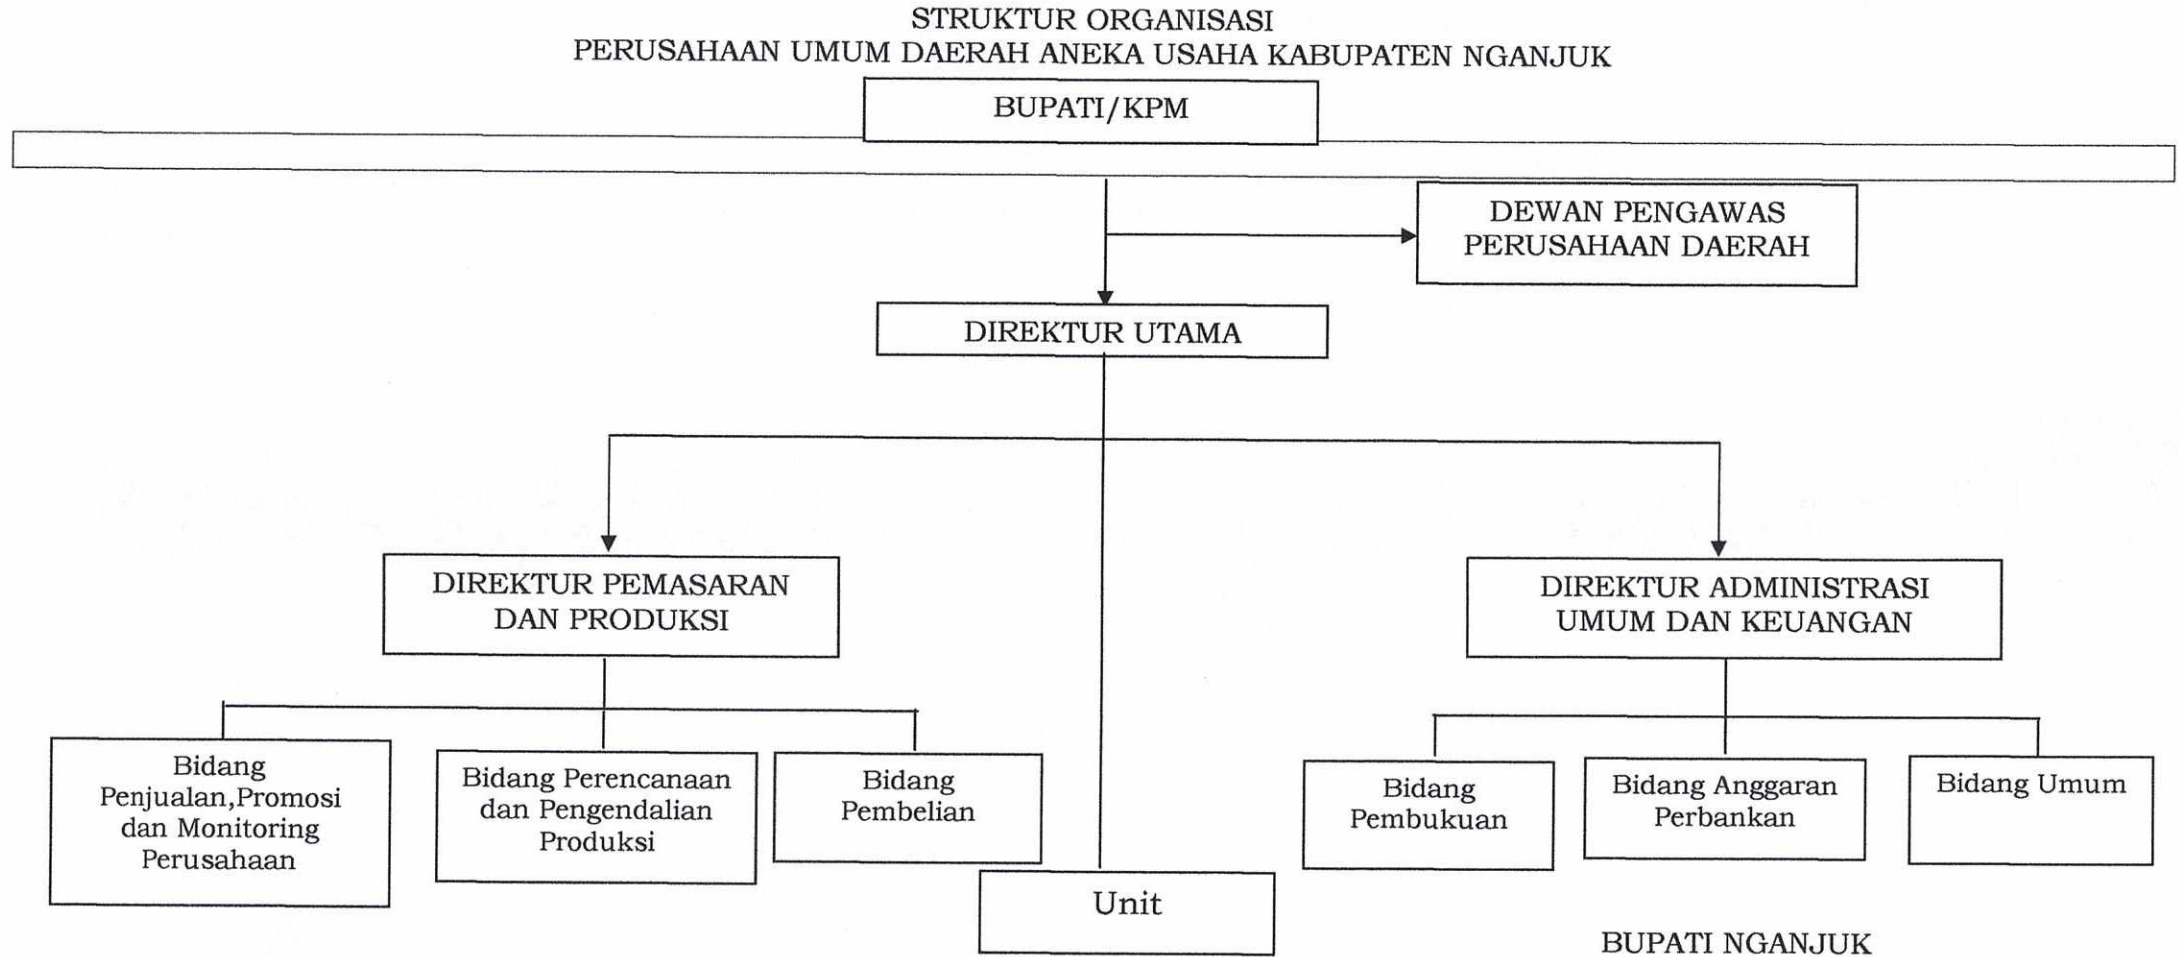 STRUKTUR ORGANISASI
PERUSAHAAN UMUM DAERAH ANEKA USAHA KABUPATEN NGANJUK
BUPATI/KPM
DEWAN PENGAWAS
PERUSAHAAN DAERAH
DIREKTUR UTAMA
DIREKTUR PEMASARAN
DAN PRODUKSI
DIREKTUR ADMINISTRASI
UMUM DAN KEUANGAN
Bidang
Penjualan,Promosi
dan Monitoring
Perusahaan
Bidang Perencanaan
dan Pengendalian
Produksi
Bidang
Pembelian
Bidang
Pembukuan
Bidang Anggaran
Perbankan
Bidang Umum
Unit
BUPATI NGANJUK